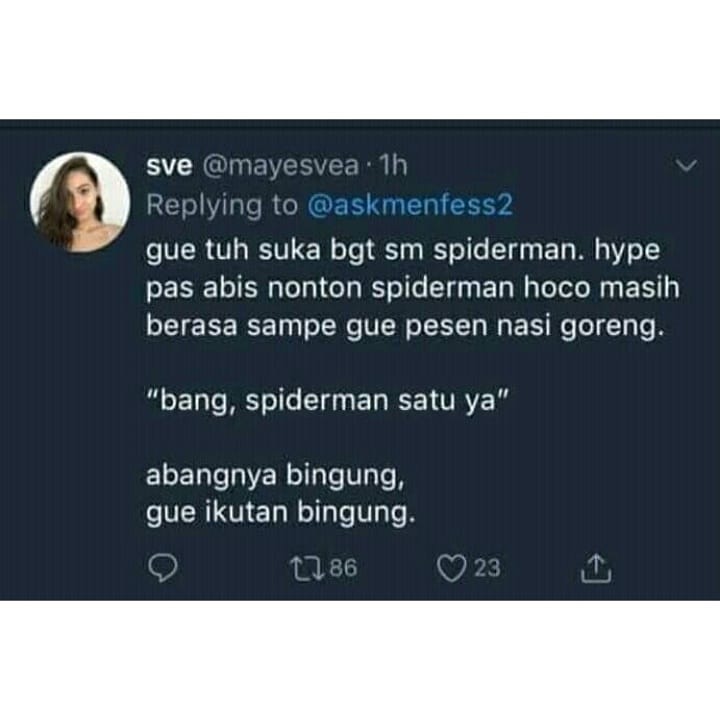 sve @mayesvea · 1h
Replying to @askmenfess2
gue tuh suka bgt sm spiderman. hype
pas abis nonton spiderman hoco masih
berasa sampe gue pesen nasi goreng.
“bang, spiderman satu ya”
abangnya bingung,
gue ikutan bingung.
86 23